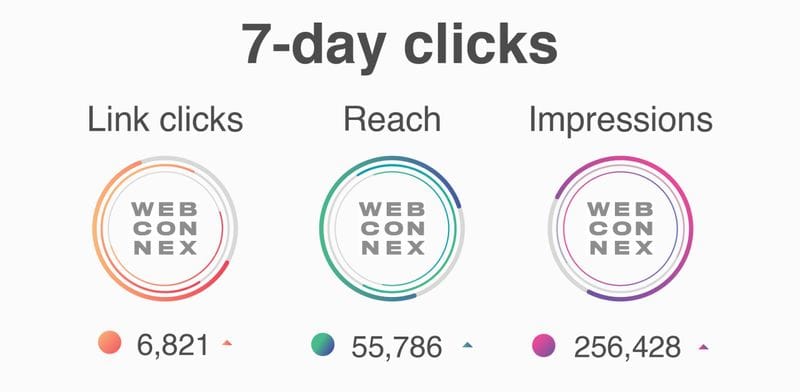 7-day clicks
Link clicks
Reach
Impressions
WEB
CON
NEX
WEB
CON
NEX
WEB
CON
NEX
6,821
55,786
256,428